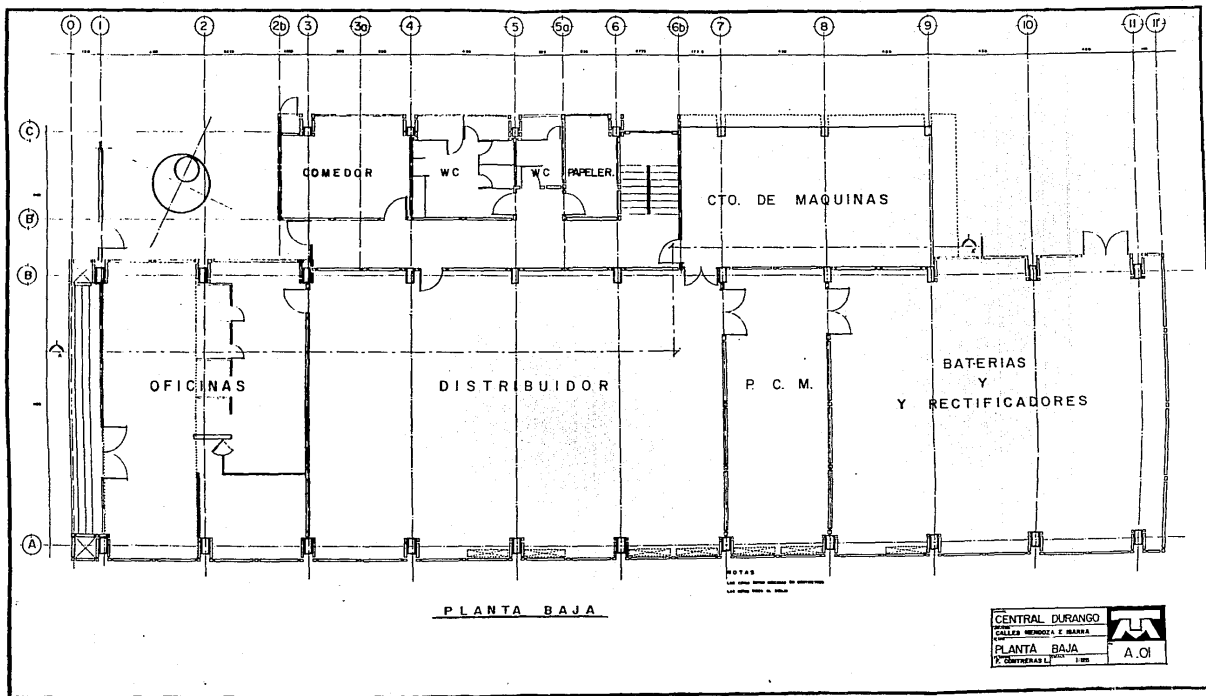 0 1 2 2b 3 3a 4 5 5a 6 6b 7 8 9 10 11 11'
C
COMEDOR
WC
WC
PAPELER.
CTO. DE MAQUINAS
B'
B
OFICINAS
DISTRIBUIDOR
P. C. M.
BATERIAS
Y
Y RECTIFICADORES
A
NOTAS
PLANTA BAJA
CENTRAL DURANGO
CALLES MENDOZA E IBARRA
PLANTA BAJA
F. CONTRERAS L.
A.01